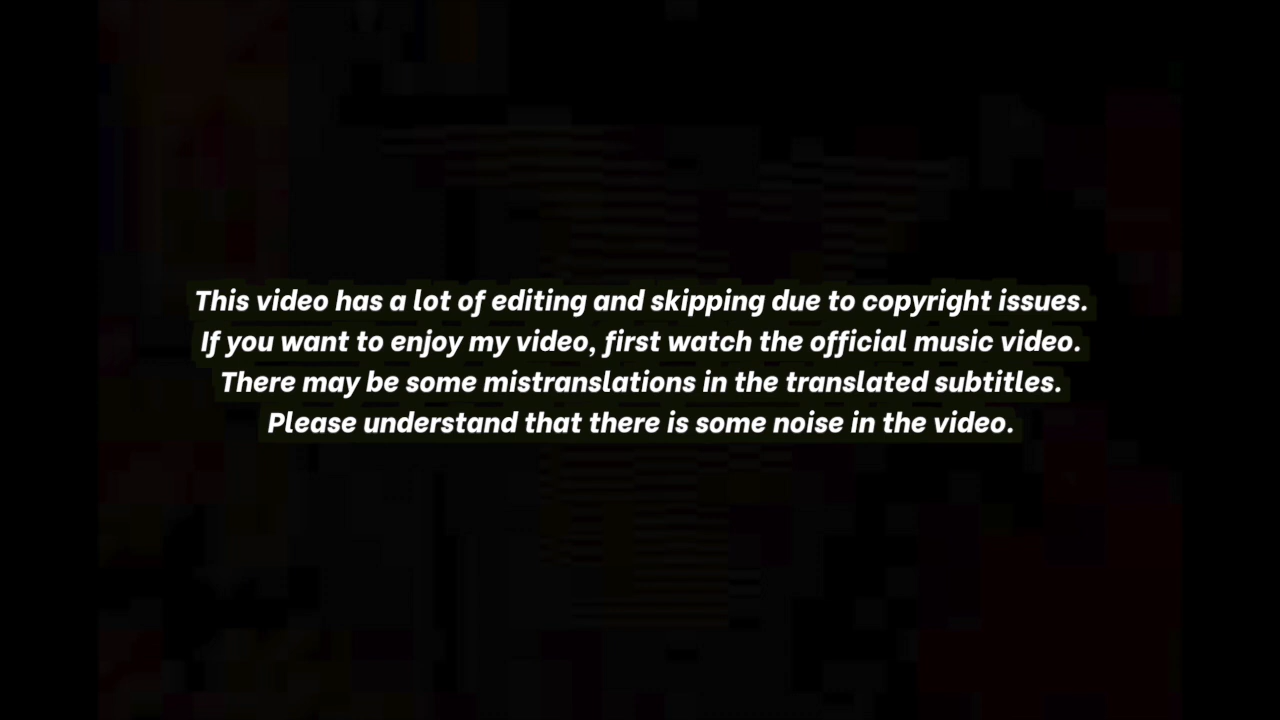 This video has a lot of editing and skipping due to copyright issues.
If you want to enjoy my video, first watch the official music video.
There may be some mistranslations in the translated subtitles.
Please understand that there is some noise in the video.